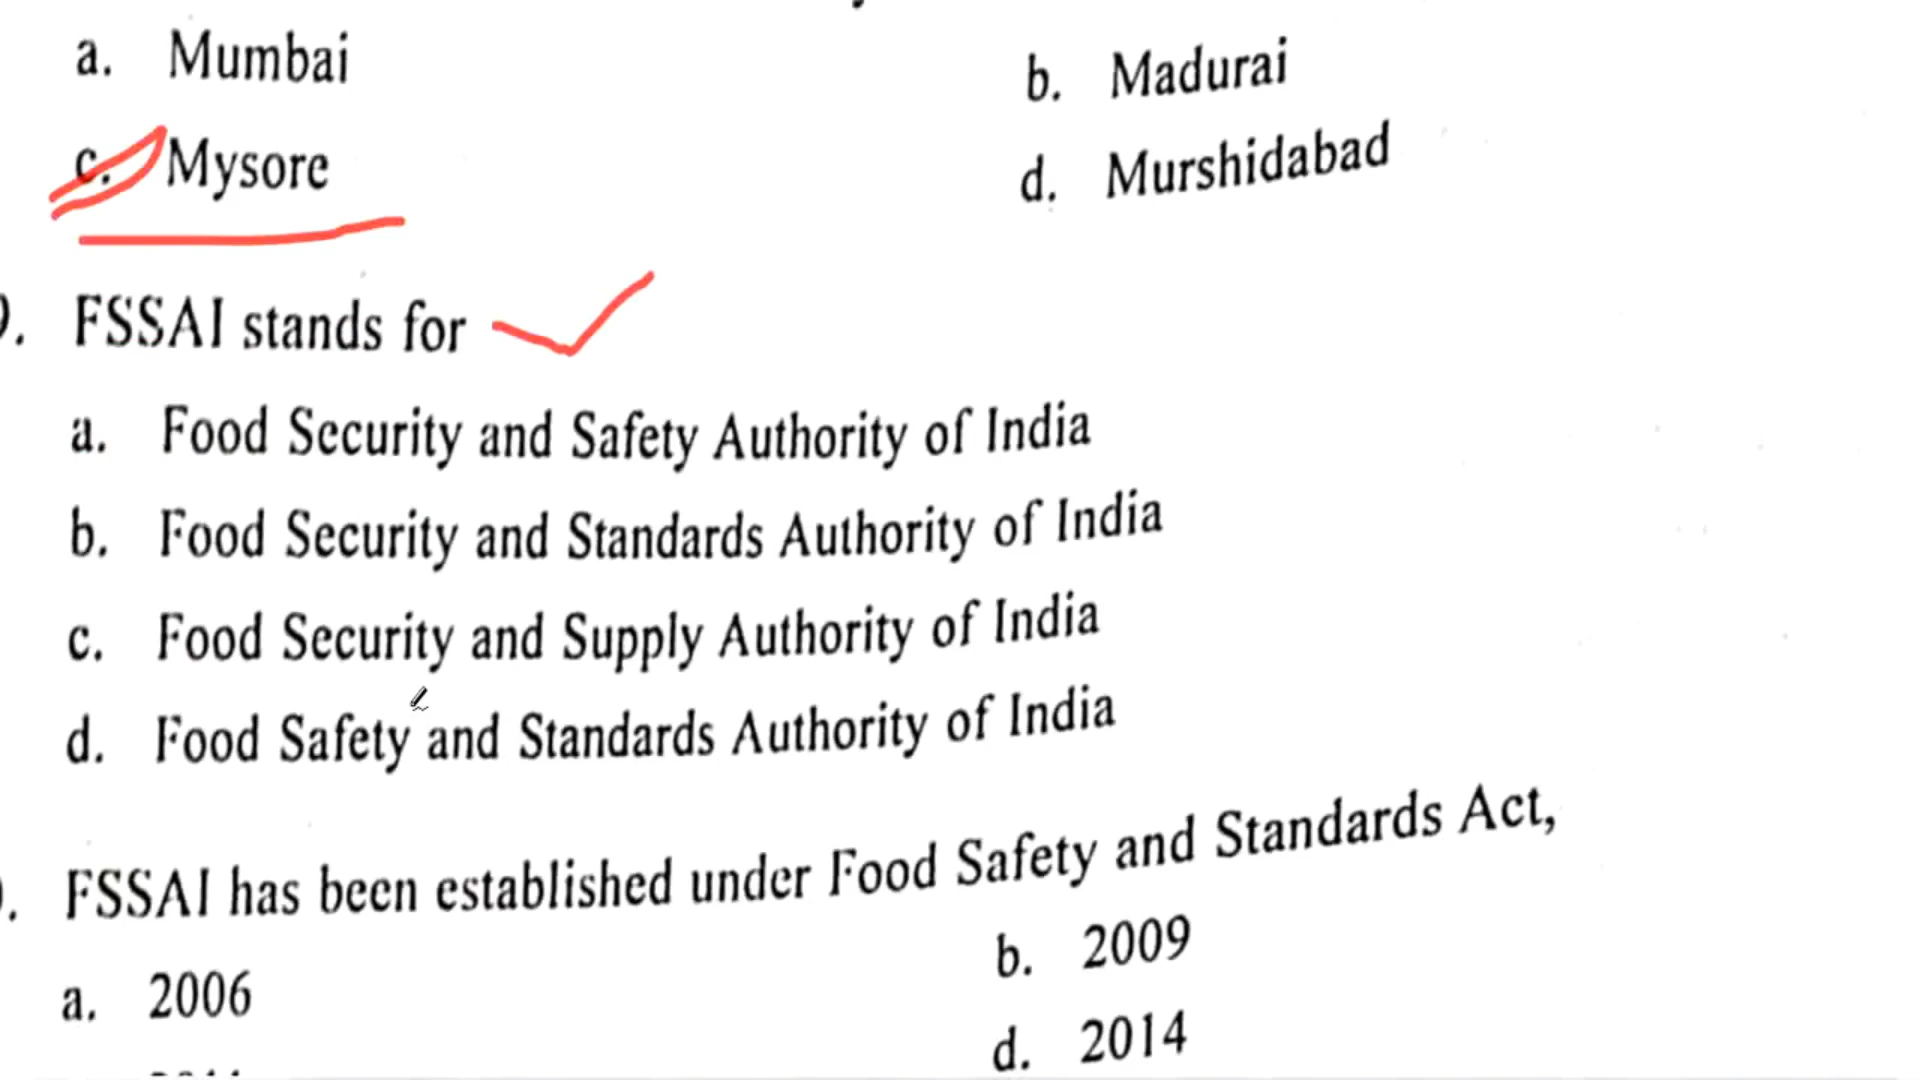 a. Mumbai
b. Madurai
c. Mysore
d. Murshidabad
9. FSSAI stands for
a. Food Security and Safety Authority of India
b. Food Security and Standards Authority of India
c. Food Security and Supply Authority of India
d. Food Safety and Standards Authority of India
. FSSAI has been established under Food Safety and Standards Act,
a. 2006
b. 2009
d. 2014